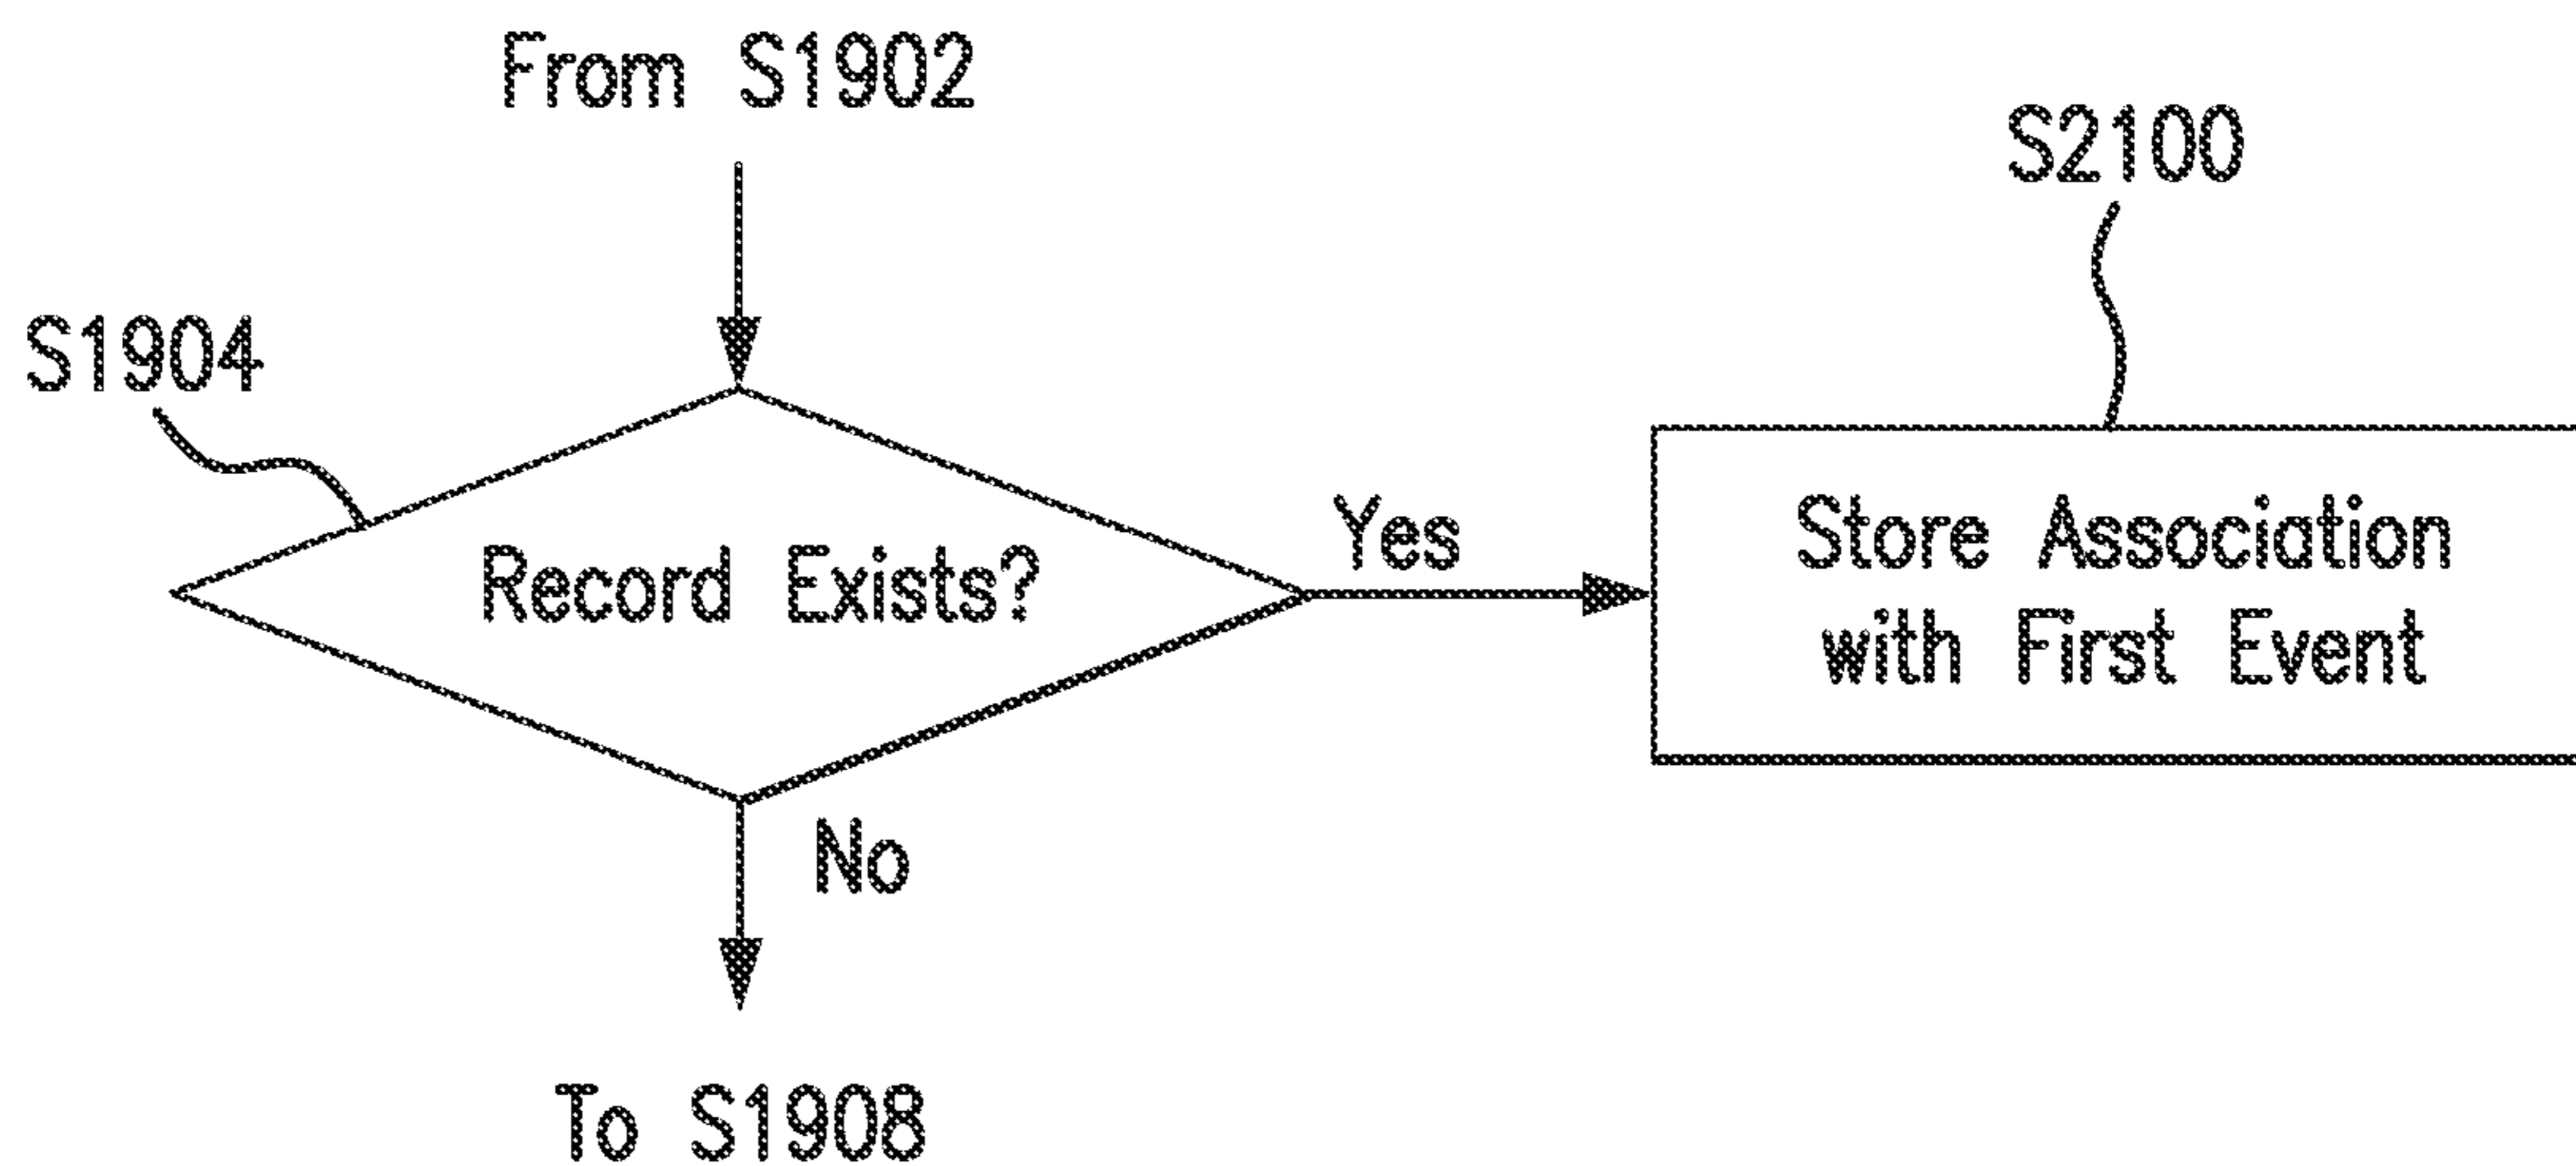 From S1902
S2100
S1904
Record Exists?
Yes
Store Association
with First Event
No
To S1908